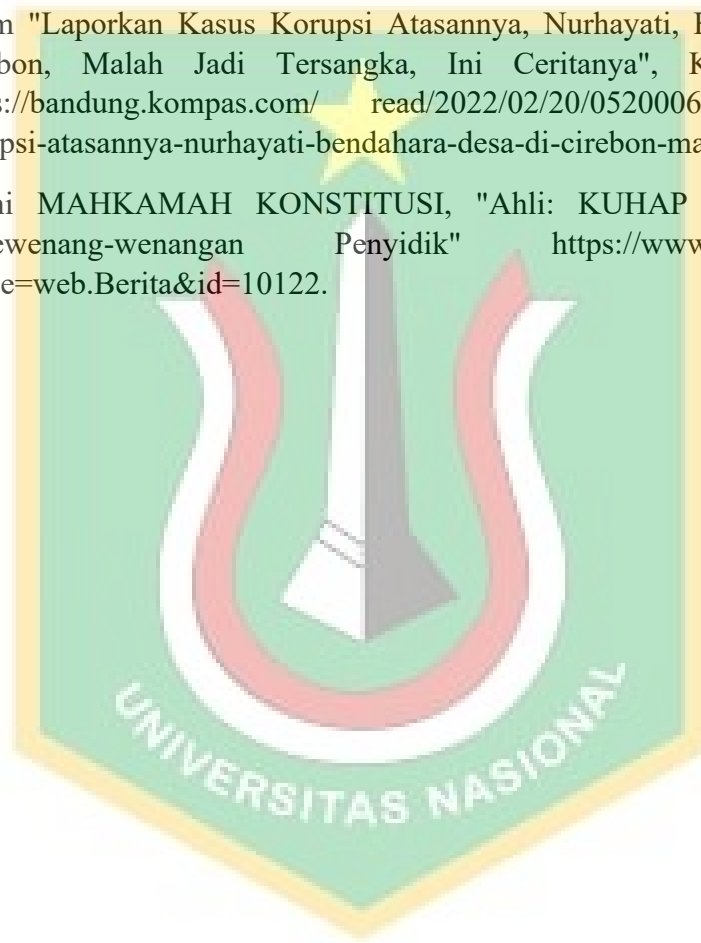 m "Laporkan Kasus Korupsi Atasannya, Nurhayati,
bon, Malah Jadi Tersangka, Ini Ceritanya", K
s://bandung.kompas.com/ read/2022/02/20/0520006
psi-atasannya-nurhayati-bendahara-desa-di-cirebon-ma
ni MAHKAMAH KONSTITUSI, "Ahli: KUHAP
ewenang-wenangan Penyidik" https://www
e=web.Berita&id=10122.
UNIVERSITAS NASIONAL